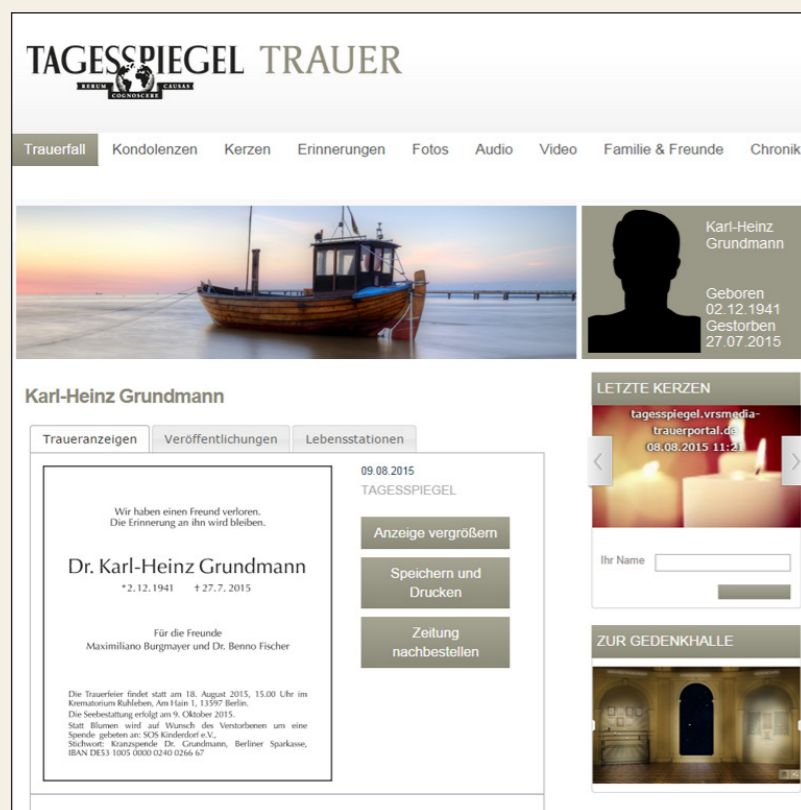 TAGESSPIEGEL TRAUER
RERUM CAUSAS
COGNOSCERE
Trauerfall Kondolenzen Kerzen Erinnerungen Fotos Audio Video Familie & Freunde Chronik
Karl-Heinz
Grundmann
Geboren
02.12.1941
Gestorben
27.07.2015
Karl-Heinz Grundmann
Traueranzeigen Veröffentlichungen Lebensstationen
Wir haben einen Freund verloren.
Die Erinnerung an ihn wird bleiben.
Dr. Karl-Heinz Grundmann
*2.12.1941 †27.7.2015
Für die Freunde
Maximiliano Burgmayer und Dr. Benno Fischer
Die Trauerfeier findet statt am 18. August 2015, 15.00 Uhr im
Krematorium Ruhleben, Am Hain 1, 13597 Berlin.
Die Seebestattung erfolgt am 9. Oktober 2015.
Statt Blumen wird auf Wunsch des Verstorbenen um eine
Spende gebeten an: SOS Kinderdorf e.V.,
Stichwort: Kranzspende Dr. Grundmann, Berliner Sparkasse,
IBAN DE53 1005 0000 0240 0266 67
09.08.2015
TAGESSPIEGEL
Anzeige vergrößern
Speichern und
Drucken
Zeitung
nachbestellen
LETZTE KERZEN
tagesspiegel.vrsmedia-
trauerportal.de
08.08.2015 11:21
Ihr Name
ZUR GEDENKHALLE